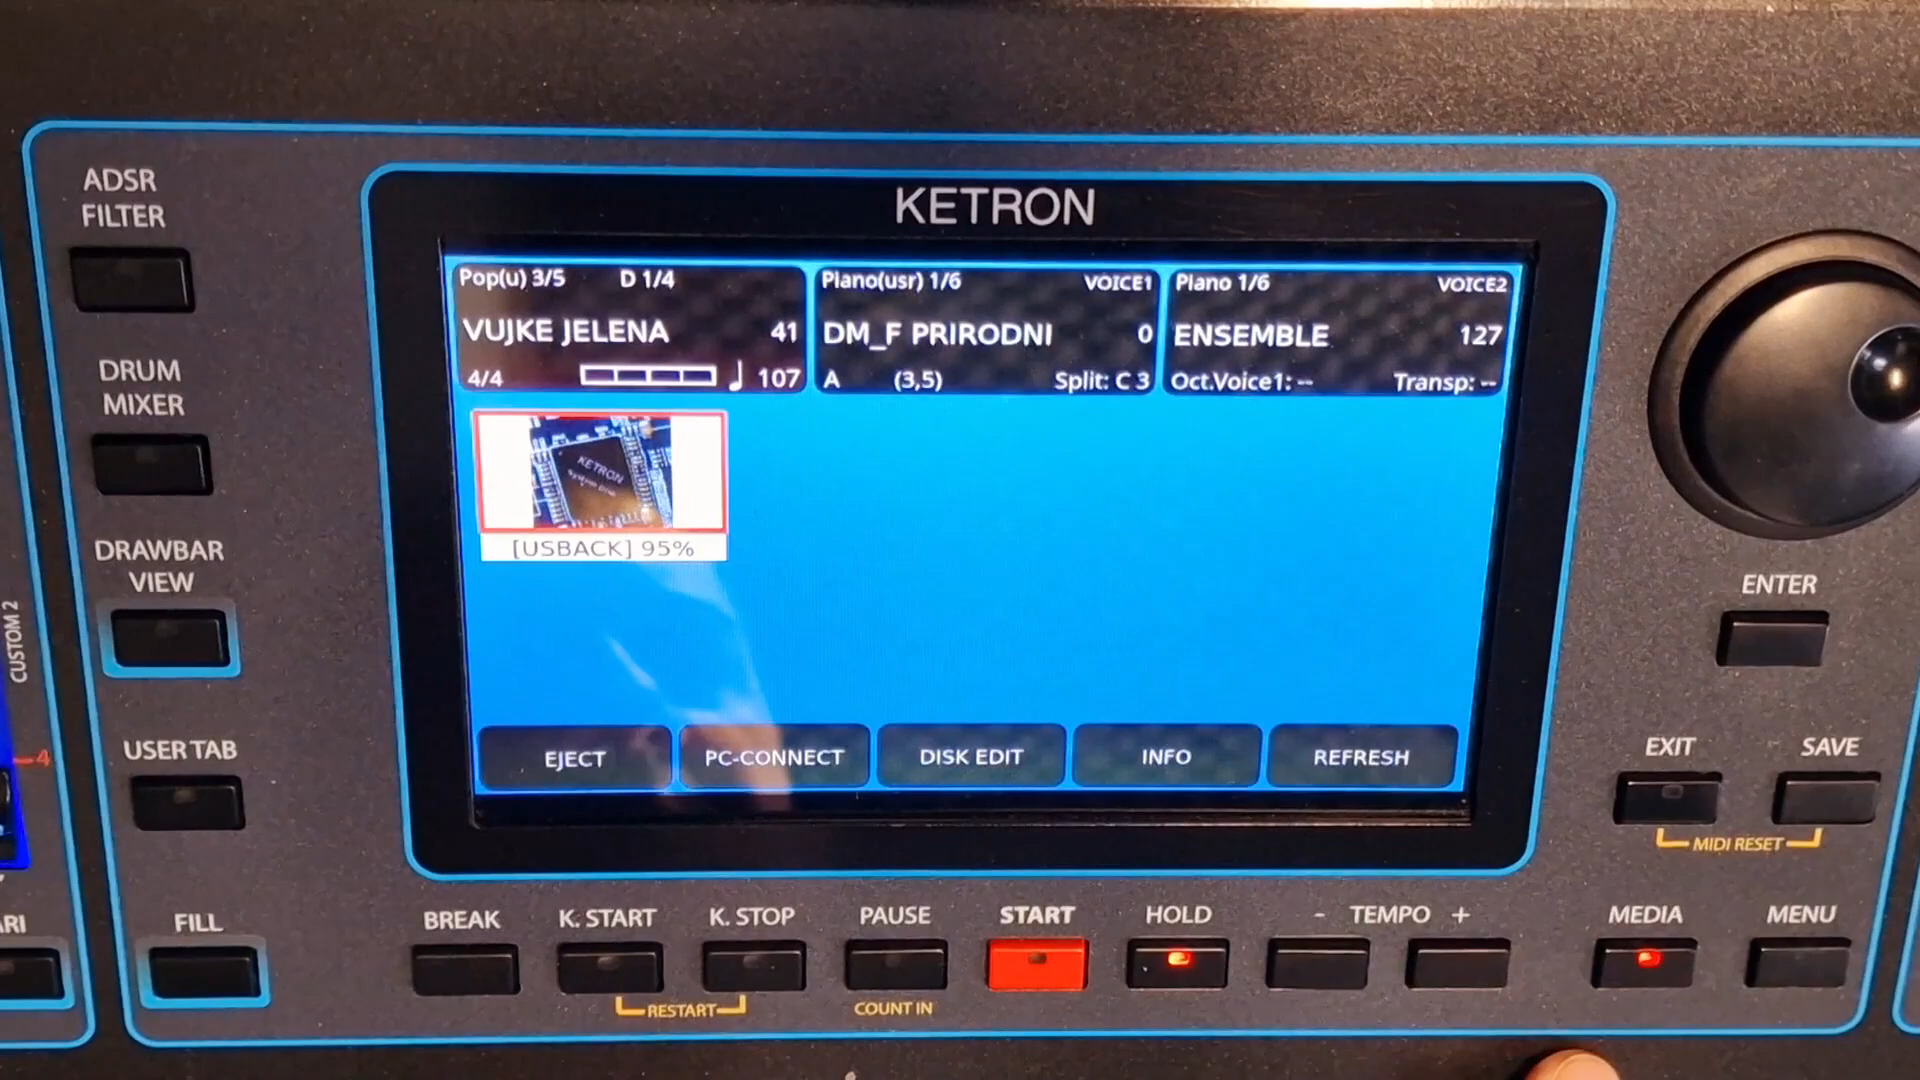 KETRON
ADSR
FILTER
DRUM
MIXER
DRAWBAR
VIEW
USER TAB
CUSTOM 2
4
Pop(u) 3/5 D 1/4
VUJKE JELENA 41
4/4 107
Piano(usr) 1/6 VOICE1
DM_F PRIRODNI 0
A (3,5) Split: C 3
Piano 1/6 VOICE2
ENSEMBLE 127
Oct.Voice1: -- Transp: --
KETRON
[USBACK] 95%
EJECT PC-CONNECT DISK EDIT INFO REFRESH
ENTER
EXIT SAVE
MIDI RESET
FILL
BREAK K. START K. STOP PAUSE START HOLD - TEMPO + MEDIA MENU
RESTART COUNT IN